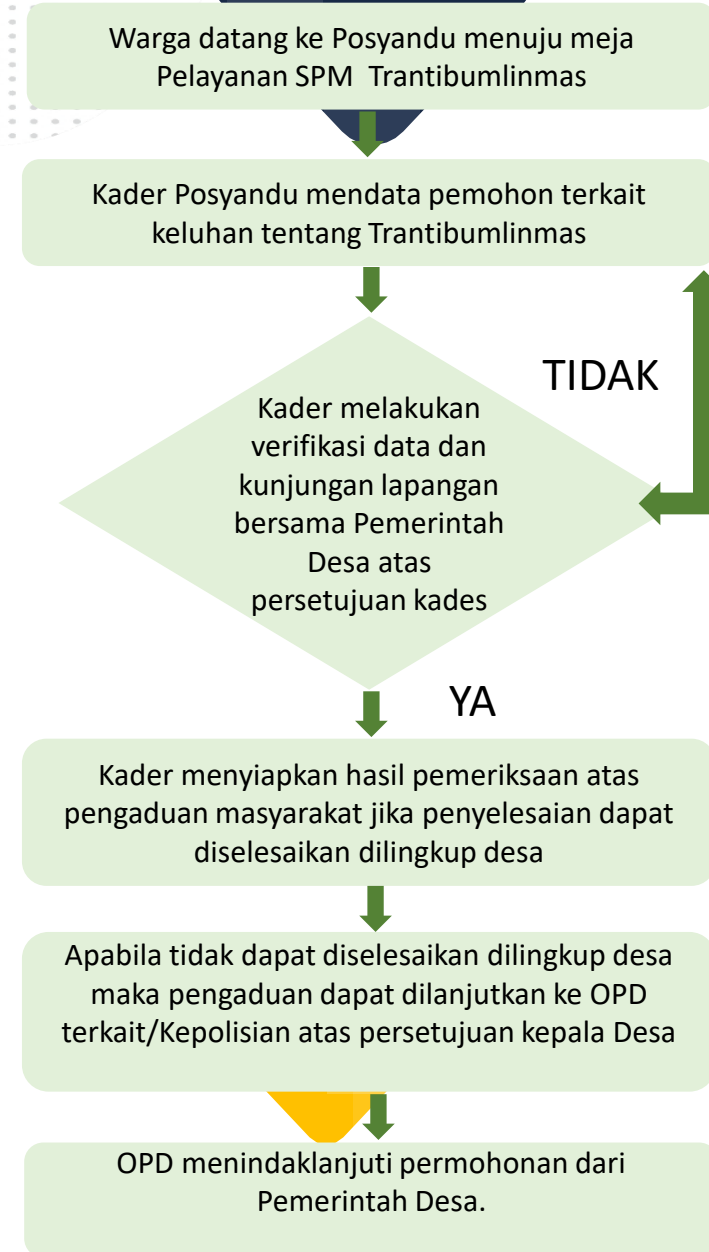 Warga datang ke Posyandu menuju meja
Pelayanan SPM Trantibumlinmas
Kader Posyandu mendata pemohon terkait
keluhan tentang Trantibumlinmas
TIDAK
Kader melakukan
verifikasi data dan
kunjungan lapangan
bersama Pemerintah
Desa atas
persetujuan kades
YA
Kader menyiapkan hasil pemeriksaan atas
pengaduan masyarakat jika penyelesaian dapat
diselesaikan dilingkup desa
Apabila tidak dapat diselesaikan dilingkup desa
maka pengaduan dapat dilanjutkan ke OPD
terkait/Kepolisian atas persetujuan kepala Desa
OPD menindaklanjuti permohonan dari
Pemerintah Desa.